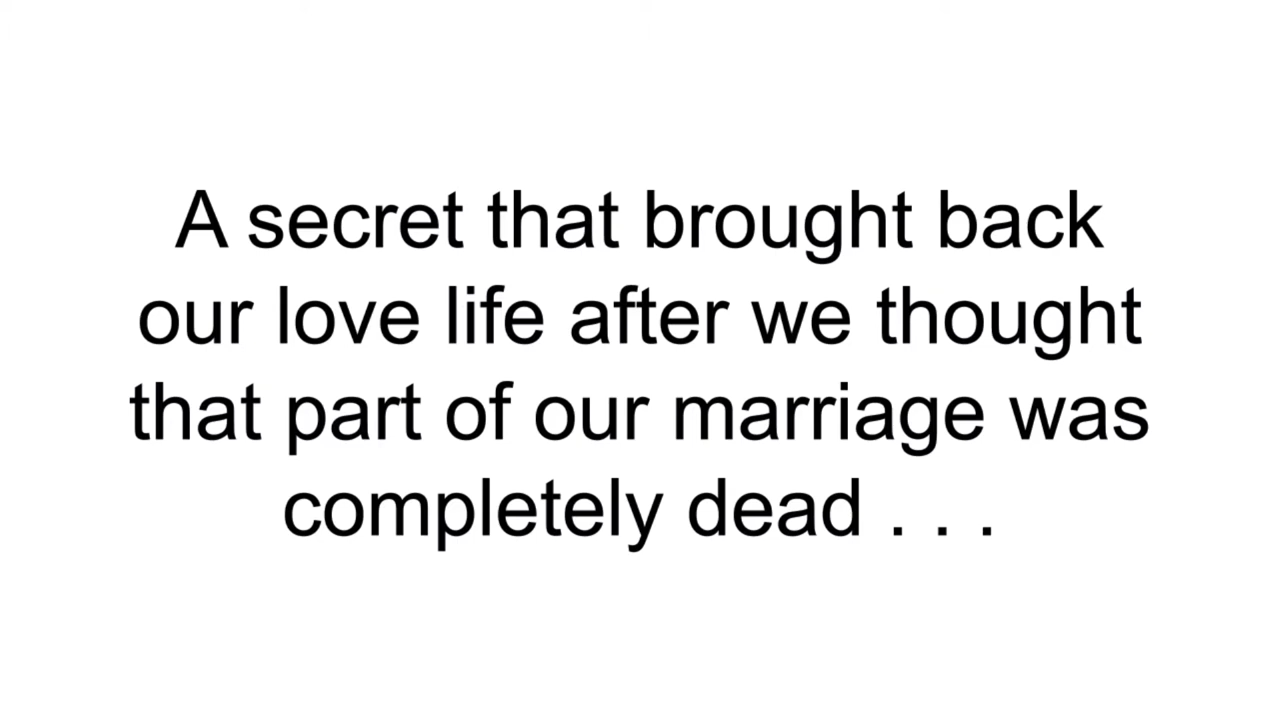 A secret that brought back
our love life after we thought
that part of our marriage was
completely dead . . .